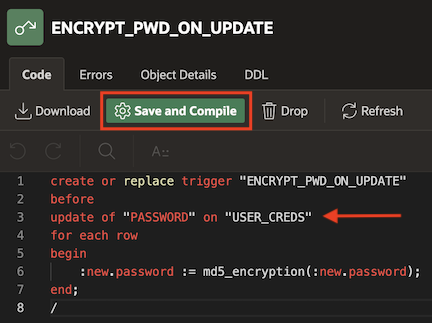 ENCRYPT_PWD_ON_UPDATE
Code Errors Object Details DDL
Download Save and Compile Drop Refresh
A::
1 create or replace trigger "ENCRYPT_PWD_ON_UPDATE"
2 before
3 update of "PASSWORD" on "USER_CREDS"
4 for each row
5 begin
6 :new.password := md5_encryption(:new.password);
7 end;
8 /